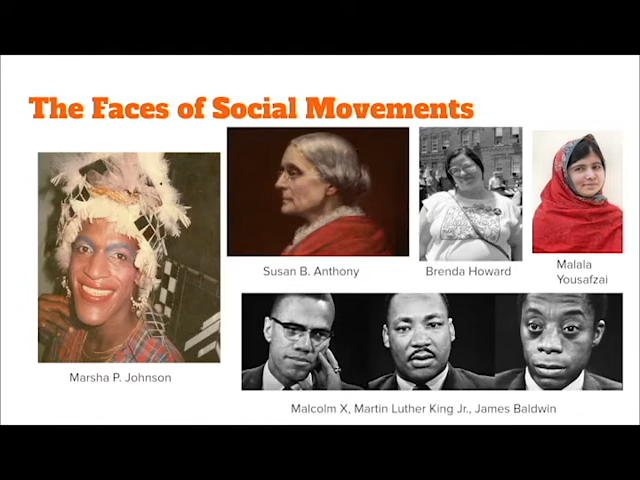 The Faces of Social Movements
Susan B. Anthony
Brenda Howard
Malala
Yousafzai
Marsha P. Johnson
Malcolm X, Martin Luther King Jr., James Baldwin